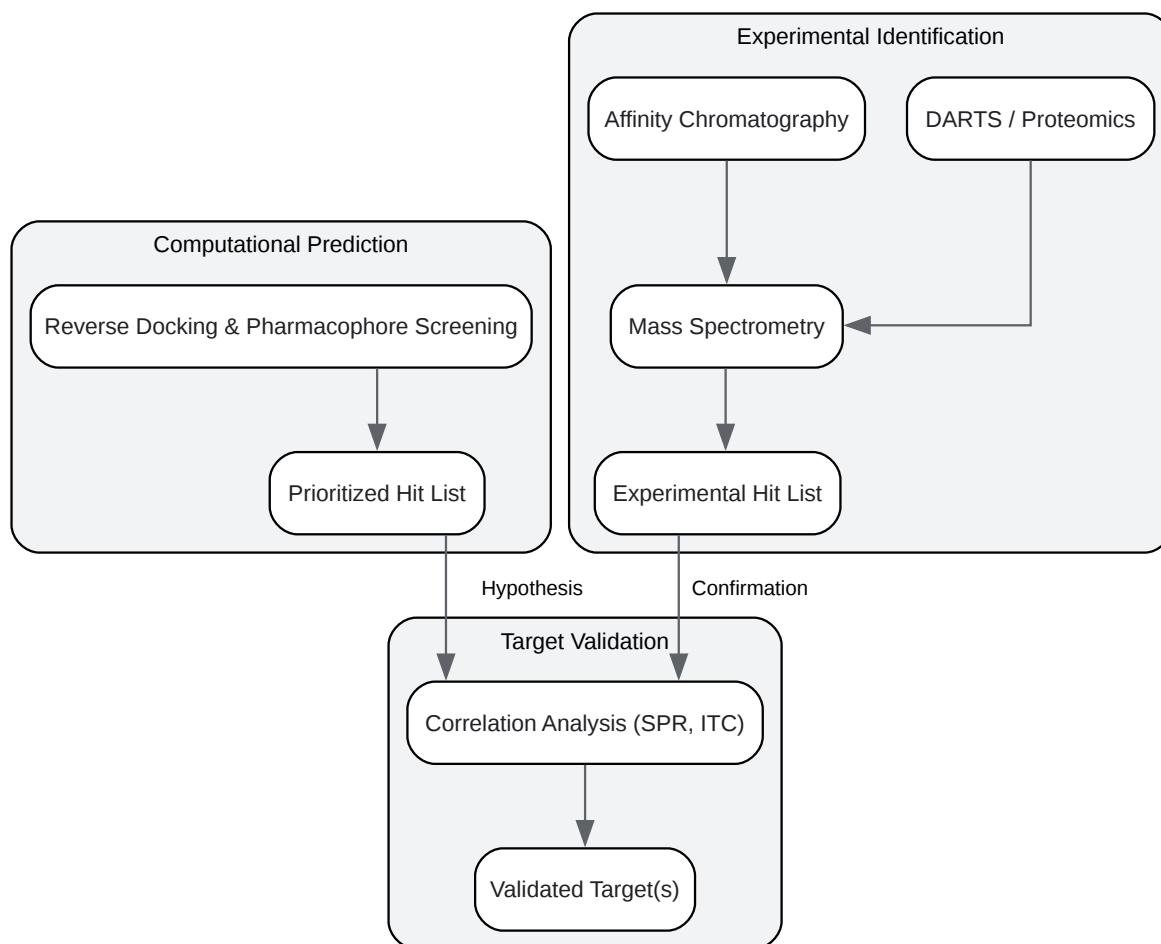 Experimental Identification
Affinity Chromatography
DARTS / Proteomics
Computational Prediction
Reverse Docking & Pharmacophore Screening
Mass Spectrometry
Prioritized Hit List
Experimental Hit List
Hypothesis
Confirmation
Target Validation
Correlation Analysis (SPR, ITC)
Validated Target(s)